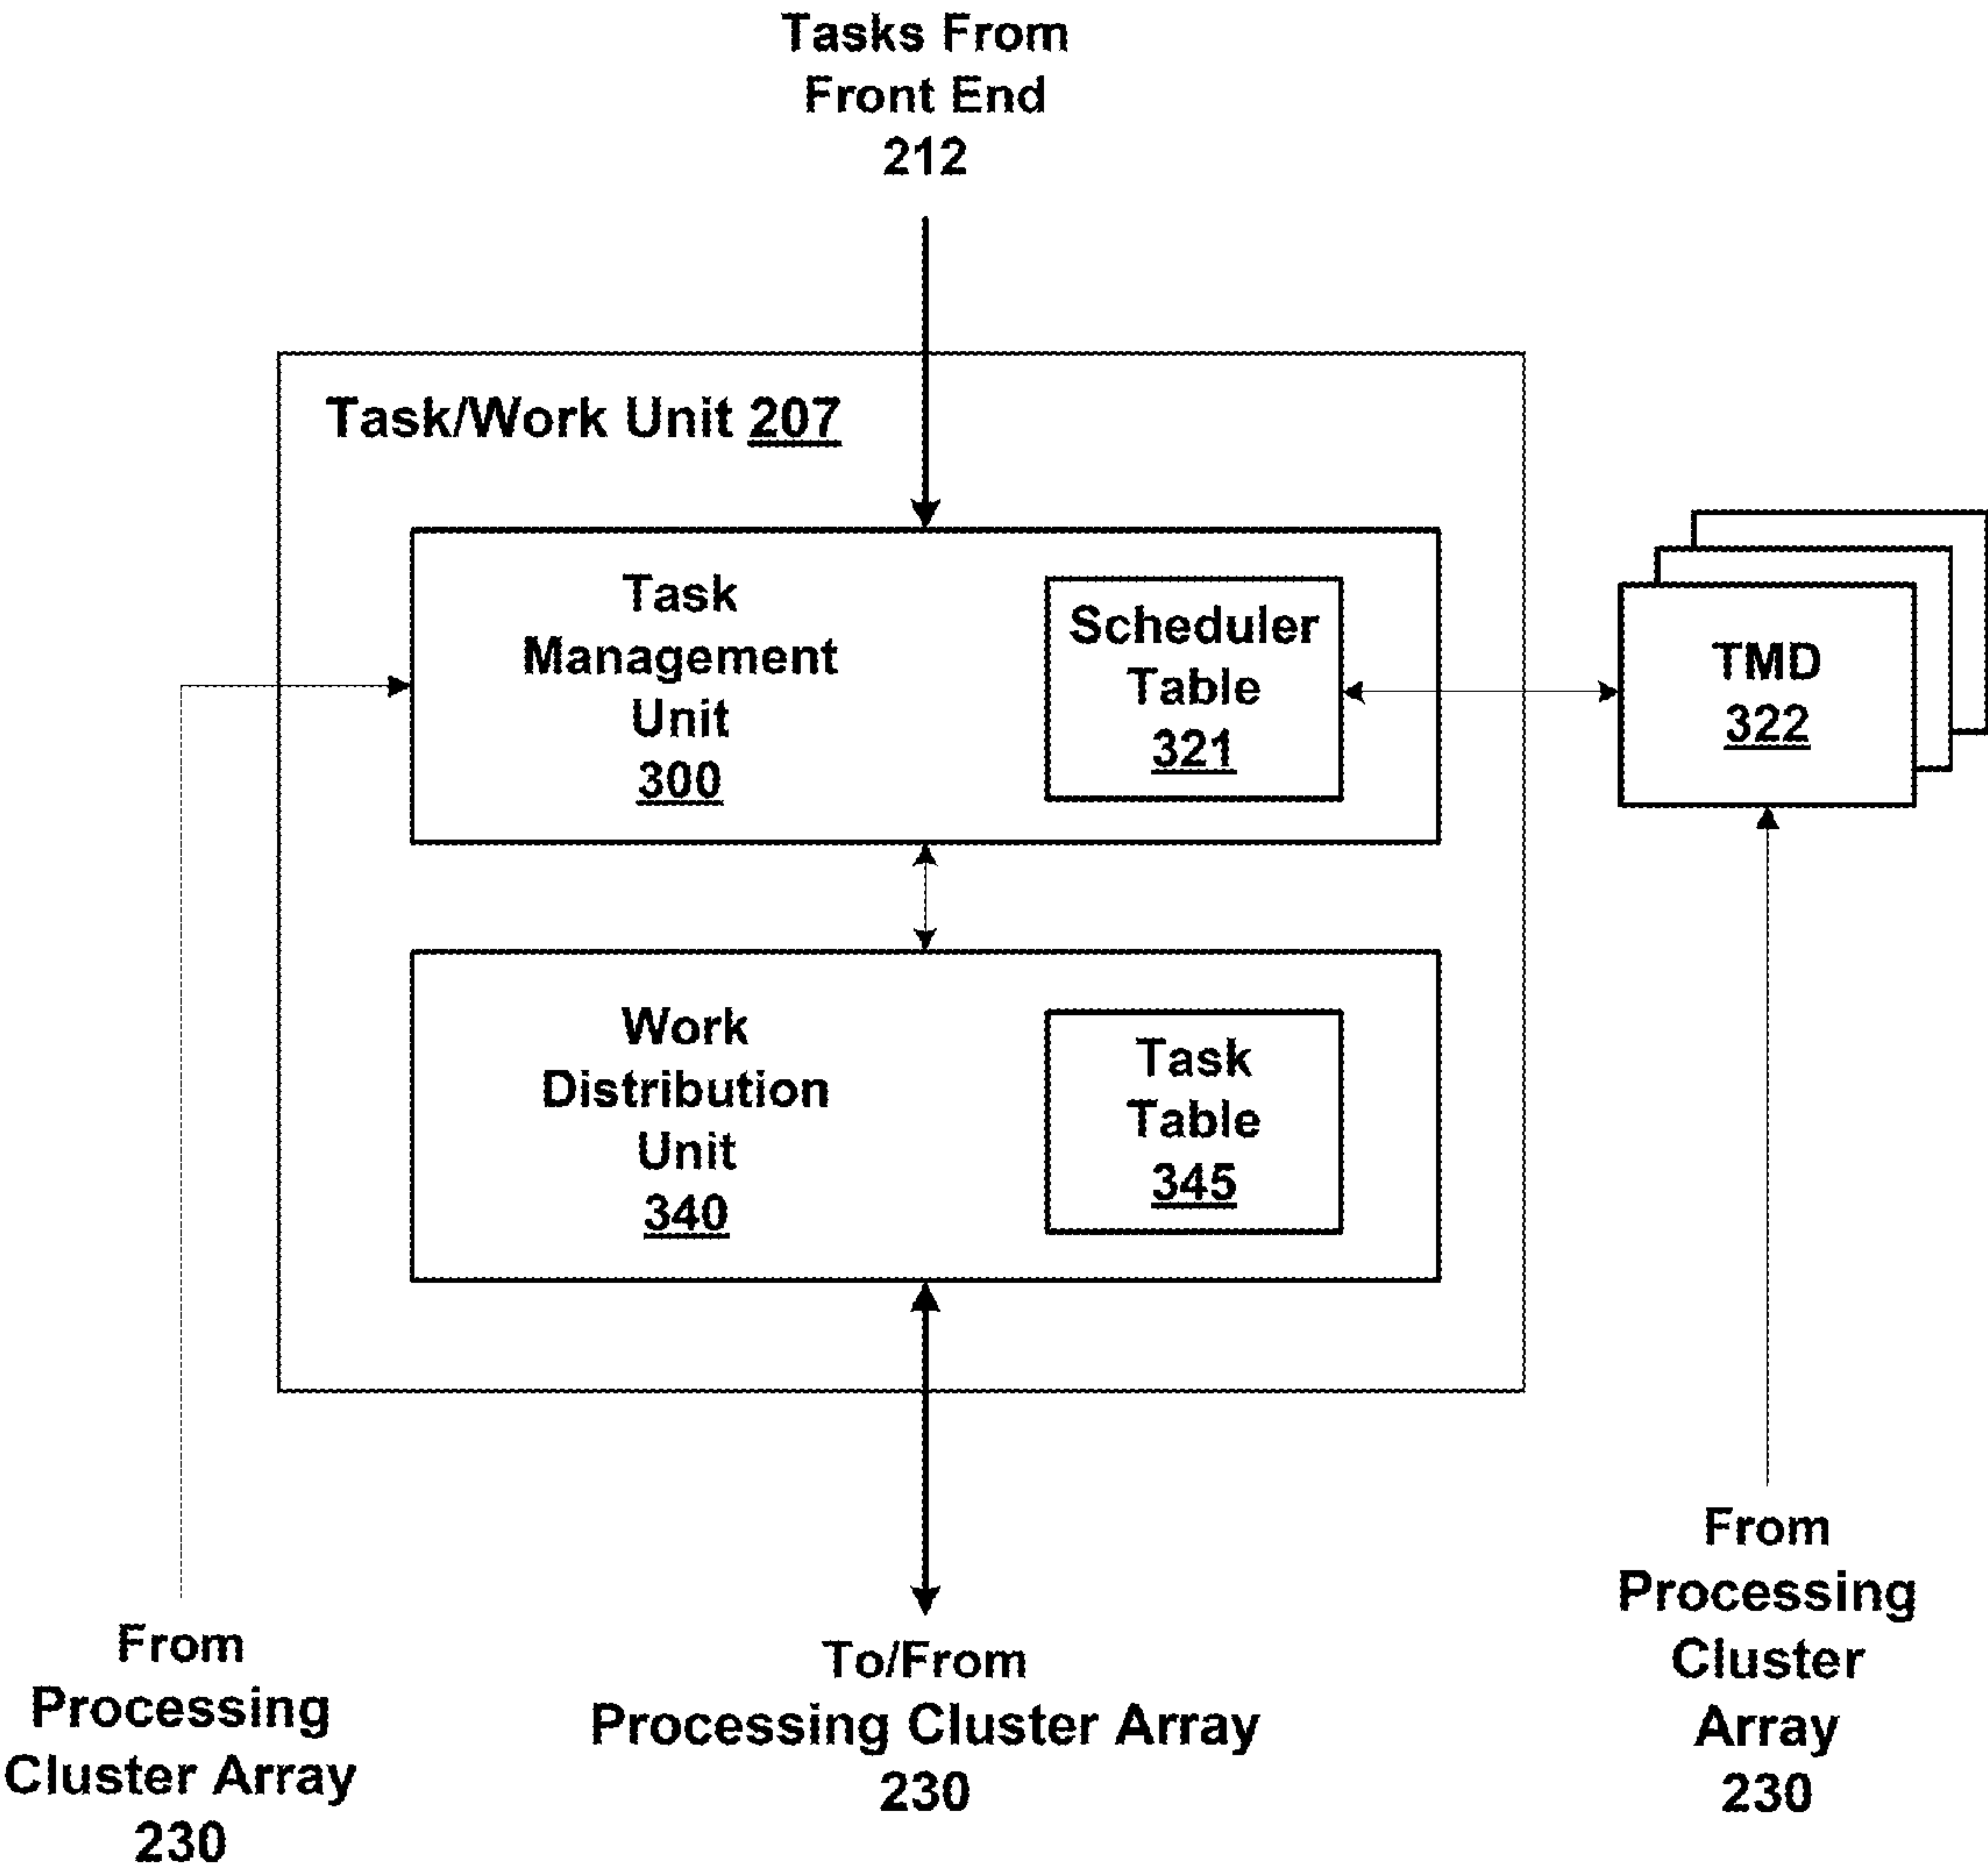 Tasks From
Front End
212
Task/Work Unit 207
Task
Management
Unit
300
Scheduler
Table
321
TMD
322
Work
Distribution
Unit
340
Task
Table
345
From
Processing
Cluster Array
230
To/From
Processing Cluster Array
230
From
Processing
Cluster
Array
230